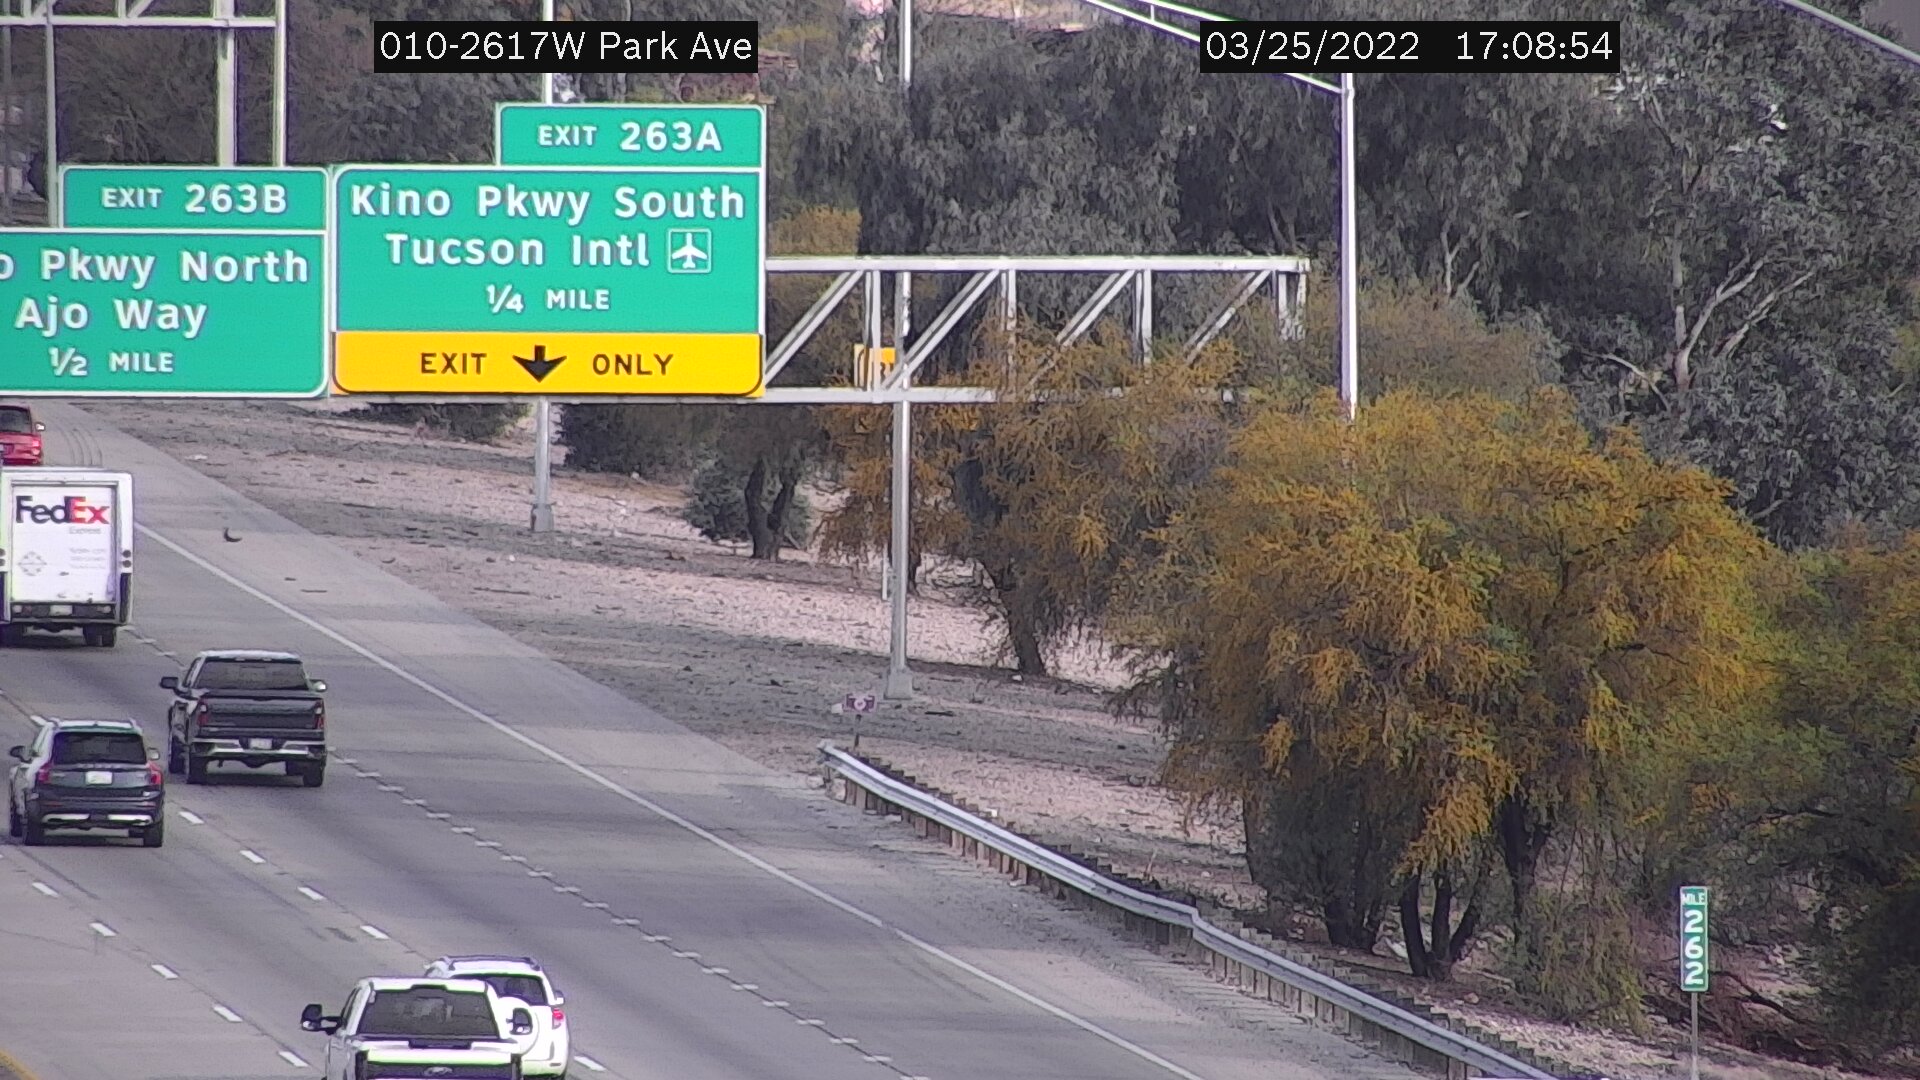 010-2617W Park Ave
03/25/2022 17:08:54
EXIT 263A
Kino Pkwy South
Tucson Intl
1/4 MILE
EXIT ONLY
EXIT 263B
Pkwy North
Ajo Way
1/2 MILE
FedEx
Express
MILE
262